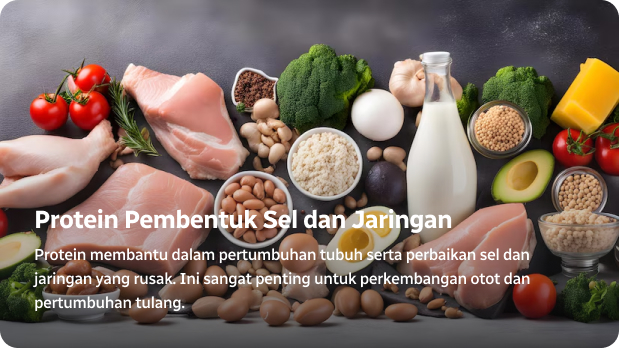 Protein Pembentuk Sel dan Jaringan
Protein membantu dalam pertumbuhan tubuh serta perbaikan sel dan
jaringan yang rusak. Ini sangat penting untuk perkembangan otot dan
pertumbuhan tulang.